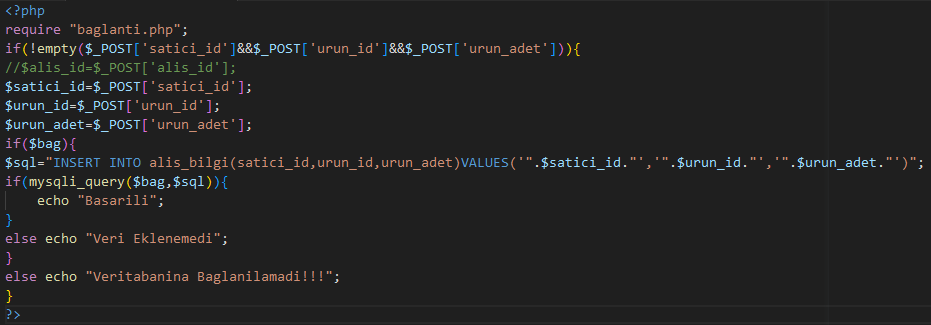 <?php
require "baglanti.php";
if(!empty($_POST['satici_id']&&$_POST['urun_id']&&$_POST['urun_adet'])){
//$alis_id=$_POST['alis_id'];
$satici_id=$_POST['satici_id'];
$urun_id=$_POST['urun_id'];
$urun_adet=$_POST['urun_adet'];
if($bag){
$sql="INSERT INTO alis_bilgi(satici_id,urun_id,urun_adet)VALUES('".$satici_id."','".$urun_id."','".$urun_adet."')";
if(mysqli_query($bag,$sql)){
    echo "Basarili";
}
else echo "Veri Eklenemedi";
}
else echo "Veritabanina Baglanilamadi!!!";
}
?>